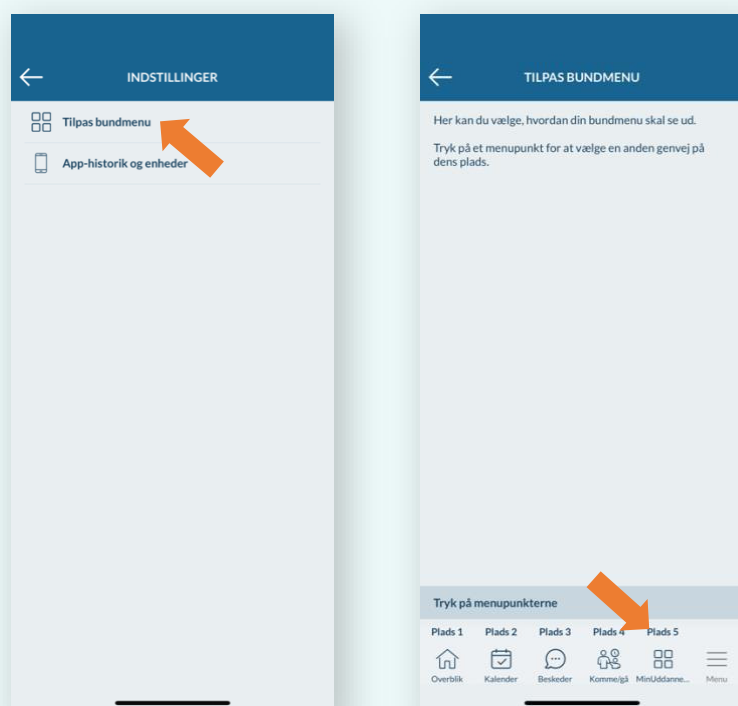 INDSTILLINGER
Tilpas bundmenu
App-historik og enheder
TILPAS BUNDMENU
Her kan du vælge, hvordan din bundmenu skal se ud.
Tryk på et menupunkt for at vælge en anden genvej på
dens plads.
Tryk på menupunkterne
Plads 1 Plads 2 Plads 3 Plads 4 Plads 5
Overblik Kalender Beskeder Komme/gå MinUddanne... Menu